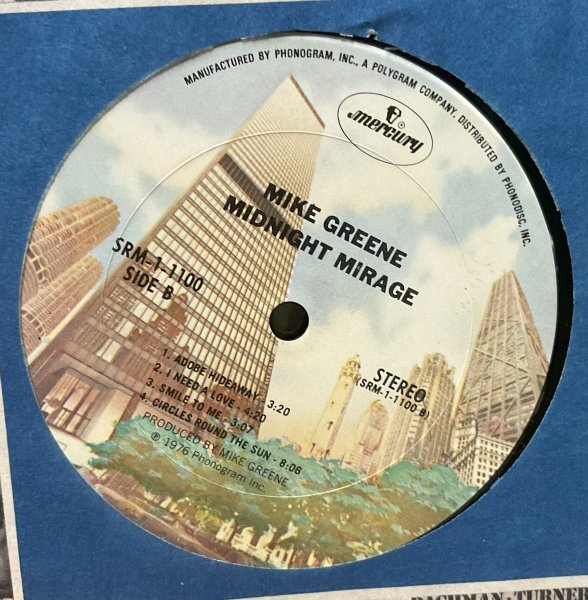 MANUFACTURED BY PHONOGRAM, INC., A POLYGRAM COMPANY. DISTRIBUTED BY PHONODISC, INC.
mercury
®
MIKE GREENE
MIDNIGHT MiRAGE
SRM-1-1100
SIDE B
STEREO
(SRM-1-1100-B)
1. ADOBE HIDEAWAY - 3:20
2. I NEED A LOVE - 4:20
3. SMILE TO ME - 3:07
4. CIRCLES ROUND THE SUN - 8:06
PRODUCED BY MIKE GREENE
℗ 1976 Phonogram Inc.
BACHMAN-TURNER